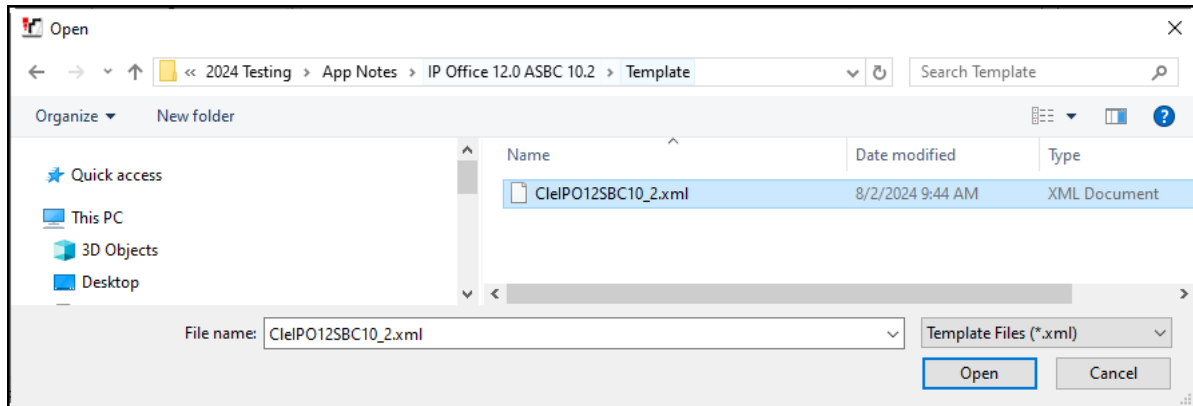 Open
« 2024 Testing › App Notes › IP Office 12.0 ASBC 10.2 › Template
Search Template
Organize
New folder
Name
Date modified
Type
Quick access
CleIPO12SBC10_2.xml
8/2/2024 9:44 AM
XML Document
This PC
3D Objects
Desktop
File name:
CleIPO12SBC10_2.xml
Template Files (*.xml)
Open
Cancel